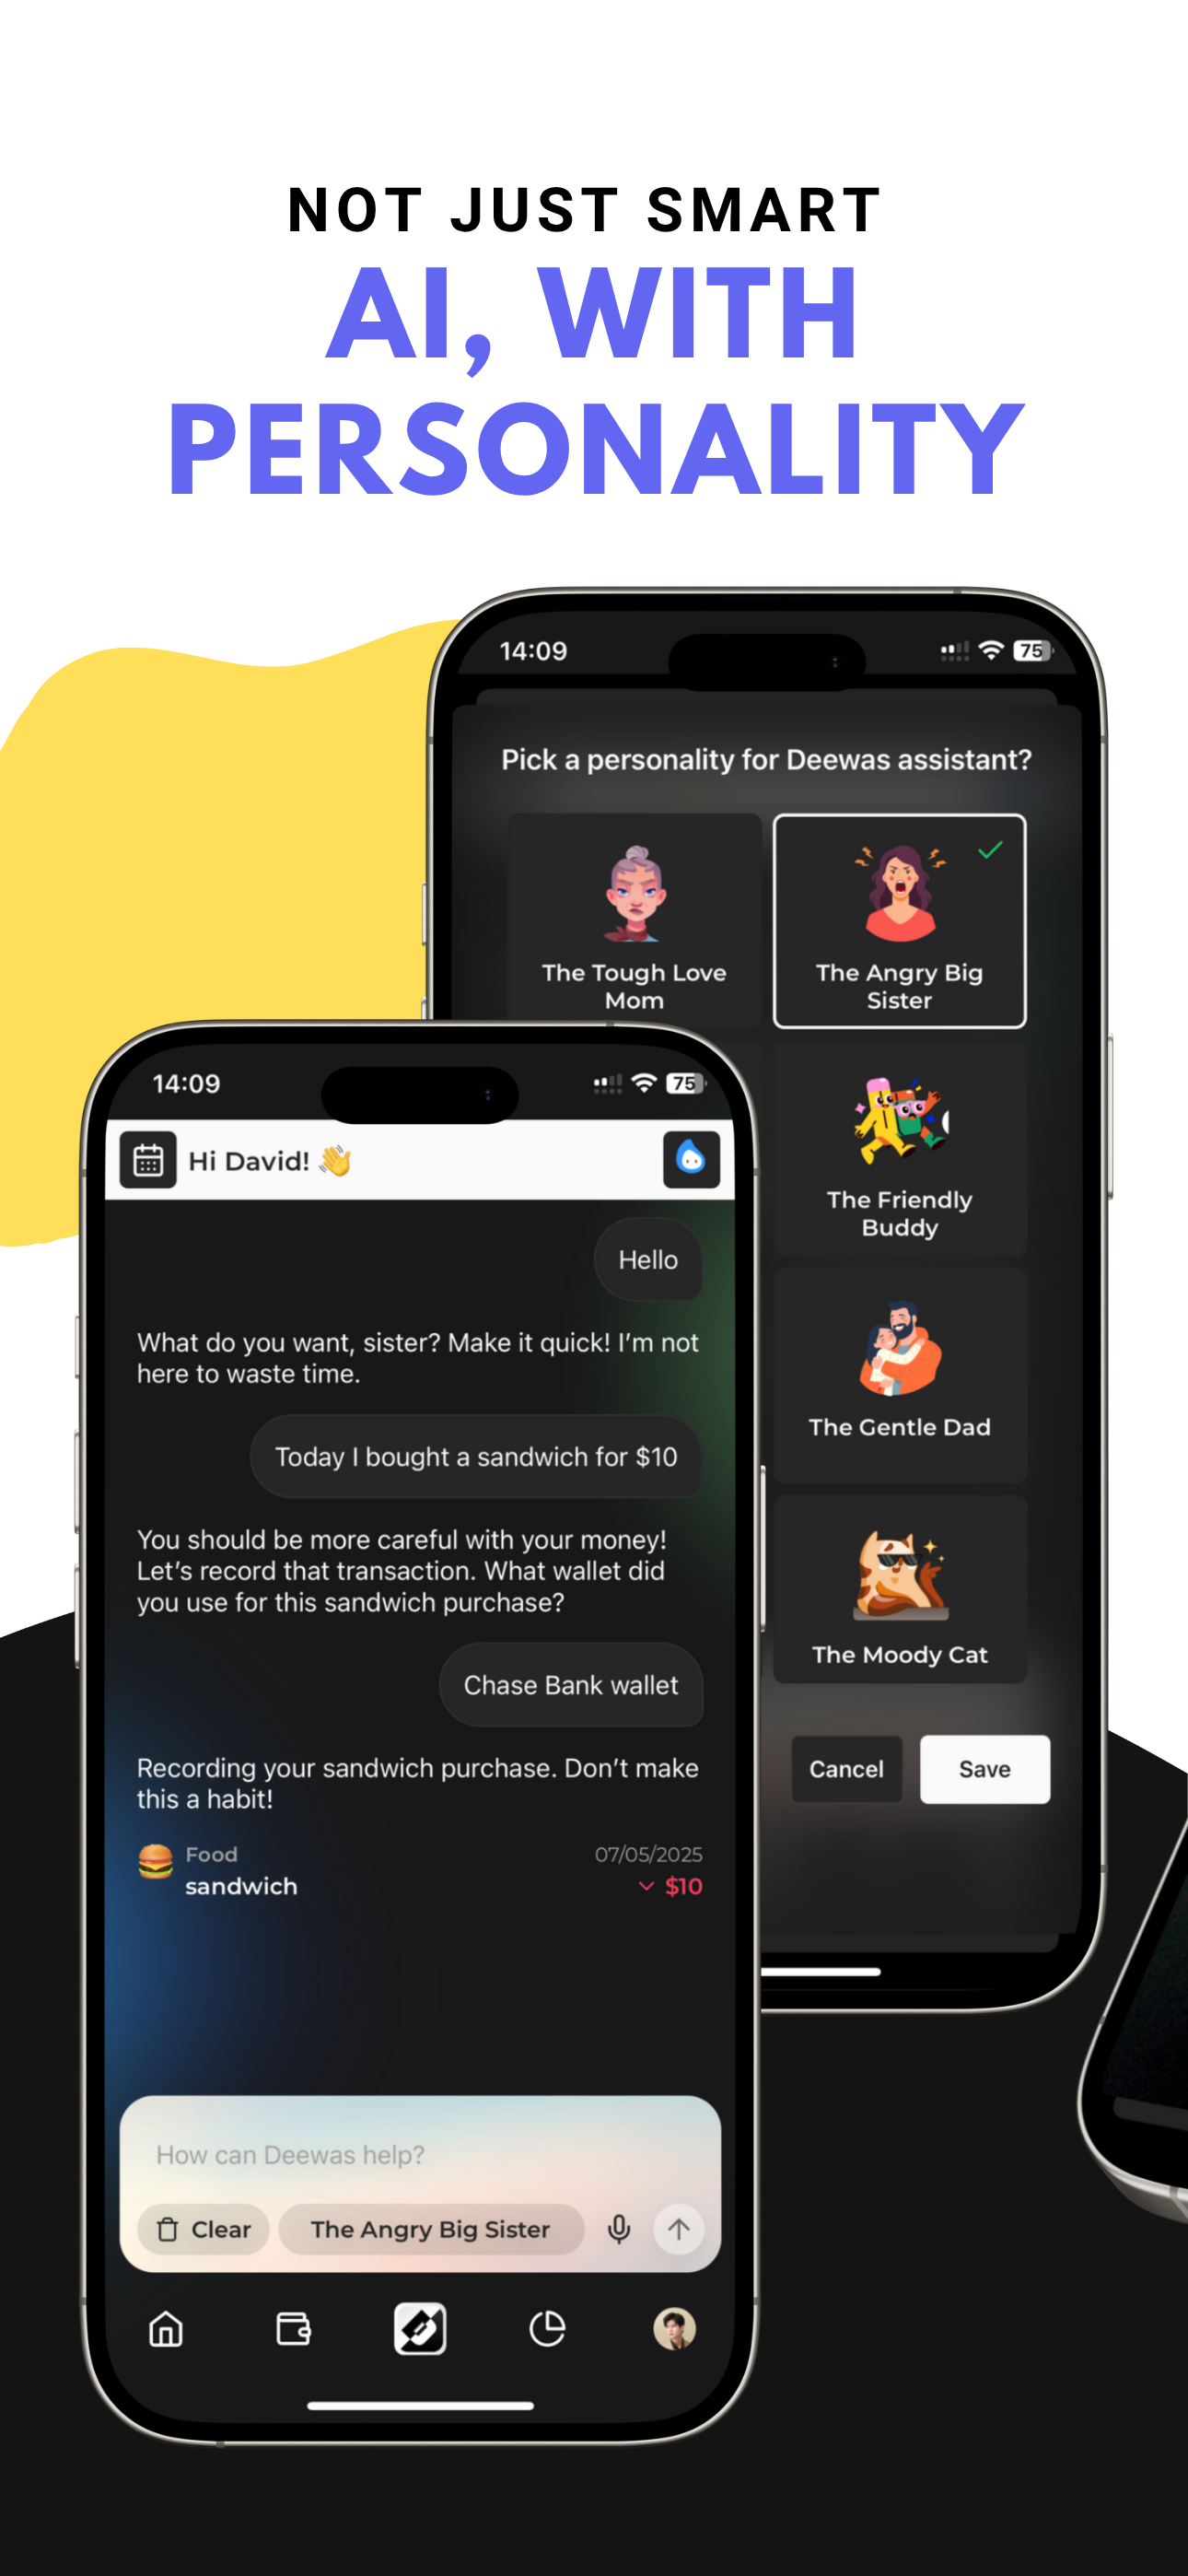 NOT JUST SMART
AI, WITH
PERSONALITY
14:09
75
Pick a personality for Deewas assistant?
The Tough Love
Mom
The Angry Big
Sister
The Friendly
Buddy
The Gentle Dad
The Moody Cat
Cancel
Save
14:09
75
Hi David! 👋
Hello
What do you want, sister? Make it quick! I’m not
here to waste time.
Today I bought a sandwich for $10
You should be more careful with your money!
Let’s record that transaction. What wallet did
you use for this sandwich purchase?
Chase Bank wallet
Recording your sandwich purchase. Don’t make
this a habit!
Food
07/05/2025
sandwich
$10
How can Deewas help?
Clear
The Angry Big Sister